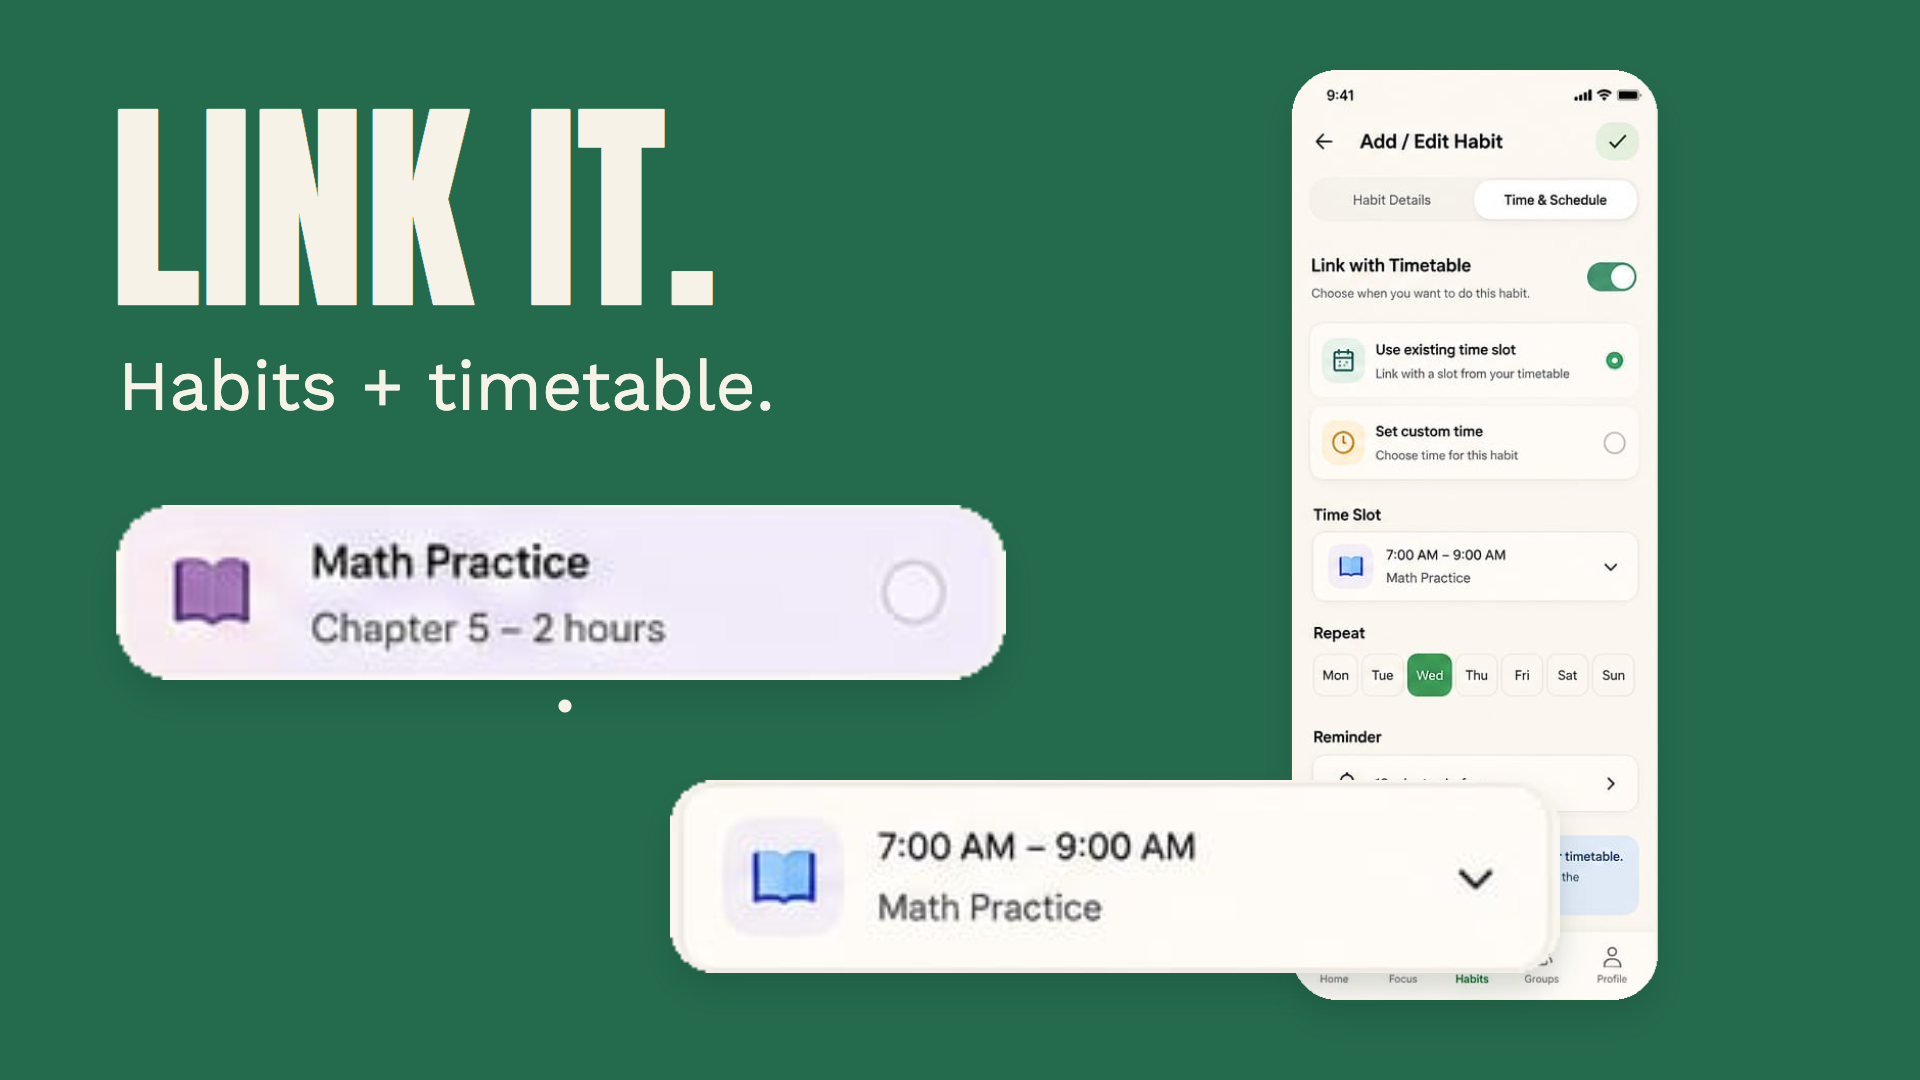 LINK IT.
Habits + timetable.
Math Practice
Chapter 5 – 2 hours
7:00 AM – 9:00 AM
Math Practice
9:41
Add / Edit Habit
Habit Details
Time & Schedule
Link with Timetable
Choose when you want to do this habit.
Use existing time slot
Link with a slot from your timetable
Set custom time
Choose time for this habit
Time Slot
7:00 AM – 9:00 AM
Math Practice
Repeat
Mon Tue Wed Thu Fri Sat Sun
Reminder
timetable.
the
Home Focus Habits Groups Profile